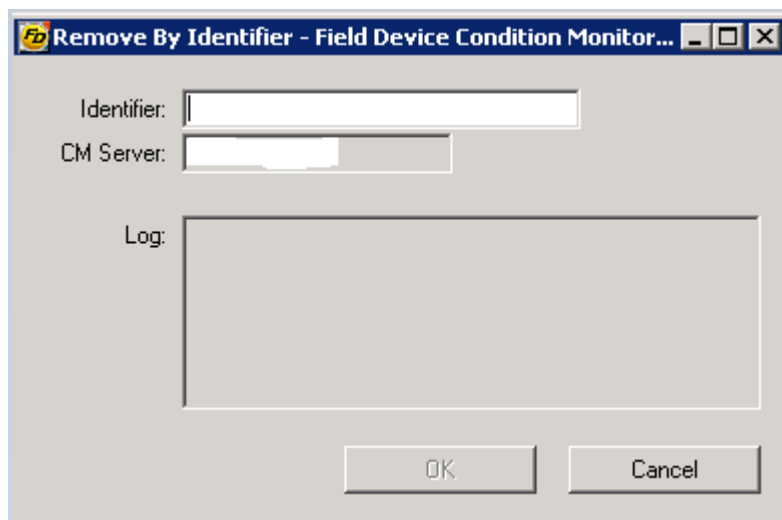 FD Remove By Identifier - Field Device Condition Monitor...
Identifier:
CM Server:
Log:
OK
Cancel